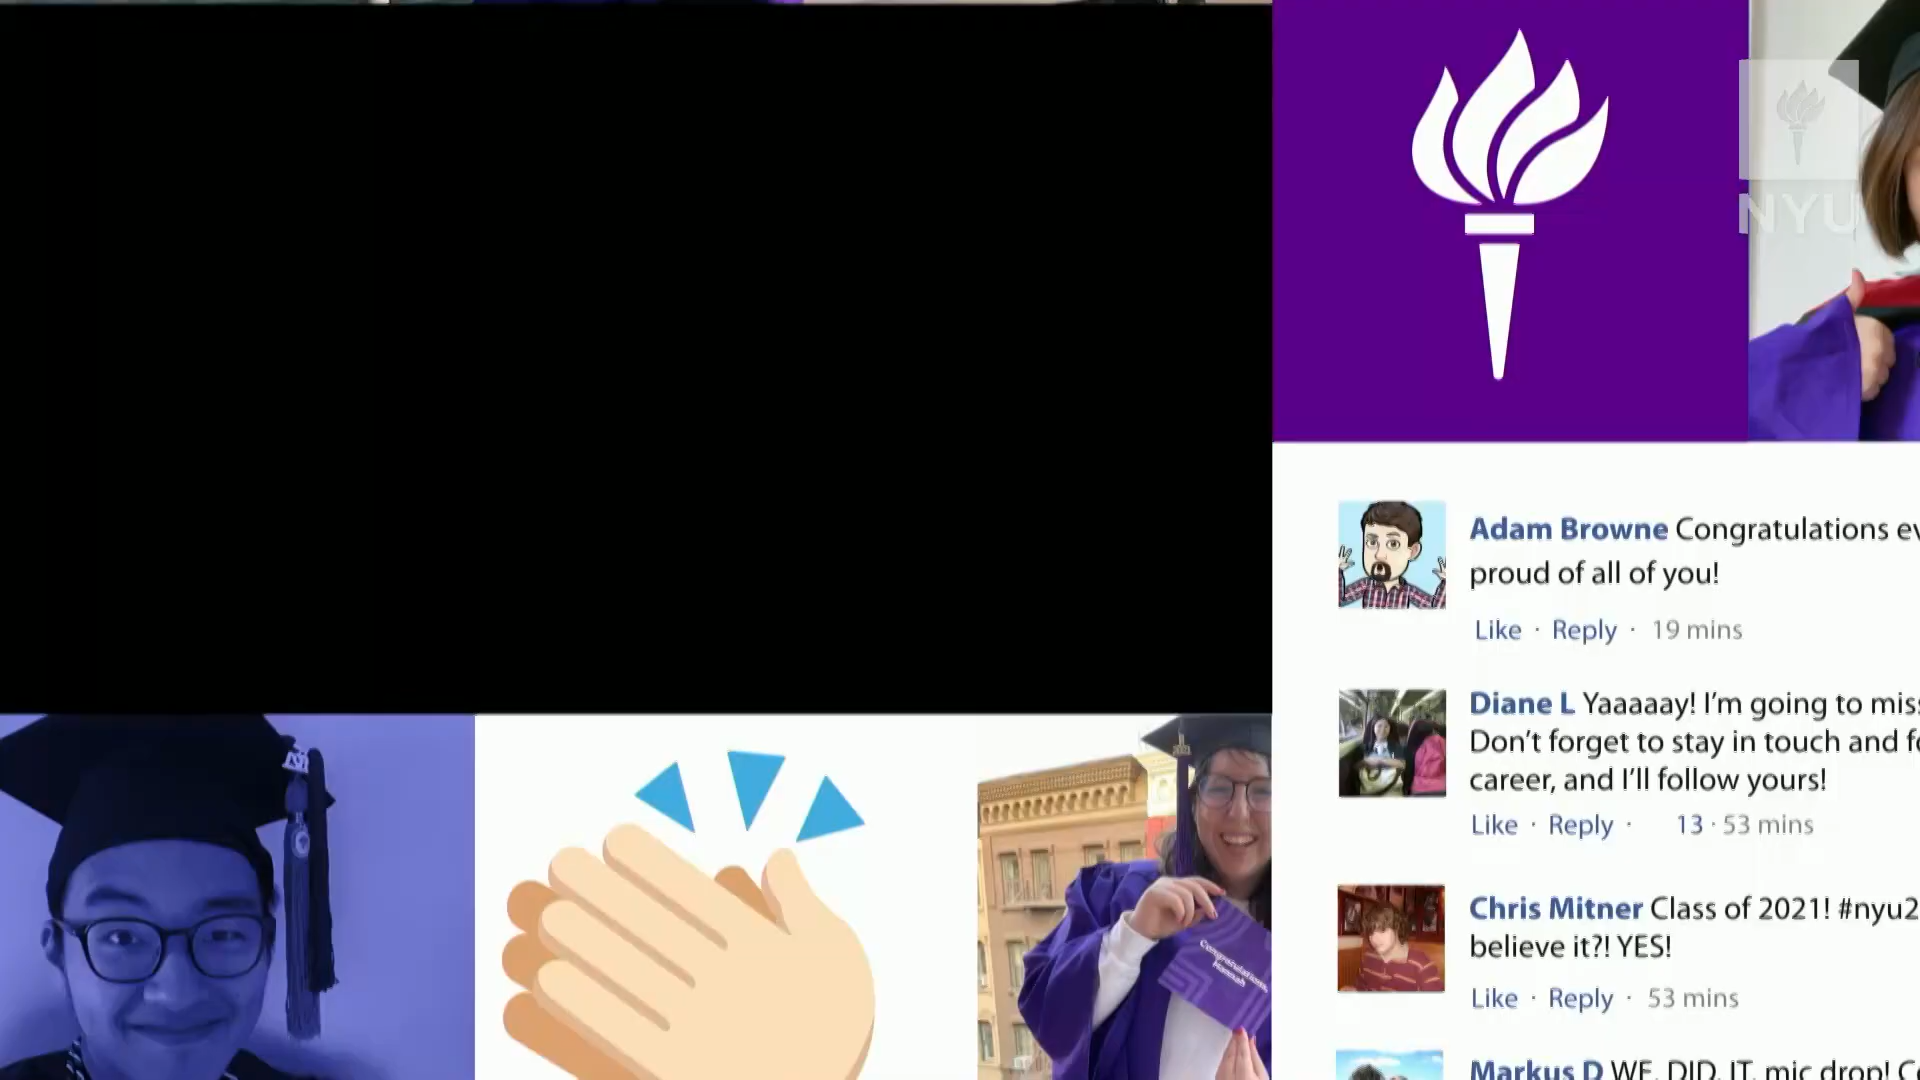 NYU
Adam Browne Congratulations
proud of all of you!
Like · Reply · 19 mins
Diane L Yaaaaay! I'm going to
Don't forget to stay in touch and
career, and I'll follow yours!
Like · Reply · 13 · 53 mins
Chris Mitner Class of 2021! #nyu2
believe it?! YES!
Like · Reply · 53 mins
Markus D WE. DID. IT. mic drop!
Congratulations,
Hannah